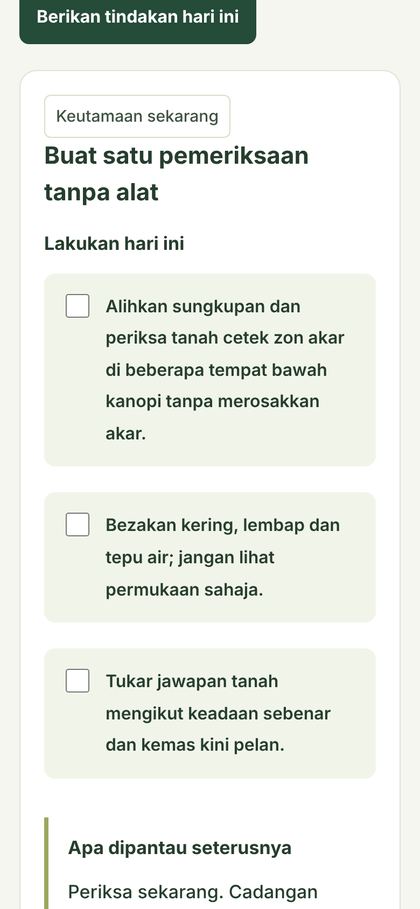 Berikan tindakan hari ini
Keutamaan sekarang
Buat satu pemeriksaan
tanpa alat
Lakukan hari ini
Alihkan sungkupan dan
periksa tanah cetek zon akar
di beberapa tempat bawah
kanopi tanpa merosakkan
akar.
Bezakan kering, lembap dan
tepu air; jangan lihat
permukaan sahaja.
Tukar jawapan tanah
mengikut keadaan sebenar
dan kemas kini pelan.
Apa dipantau seterusnya
Periksa sekarang. Cadangan